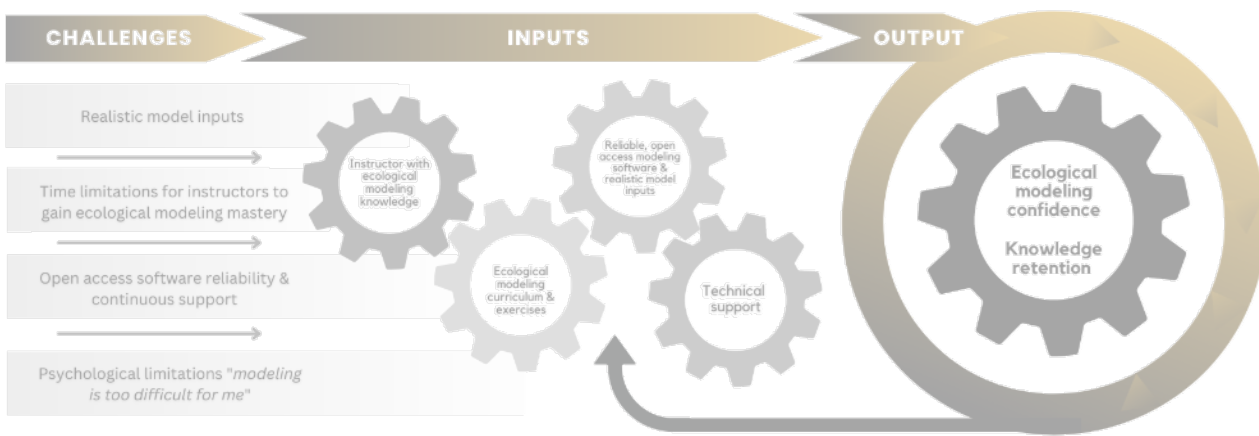 CHALLENGES
INPUTS
OUTPUT
Realistic model inputs
Time limitations for instructors to
gain ecological modeling mastery
Open access software reliability &
continuous support
Psychological limitations "modeling
is too difficult for me"
Instructor with
ecological
modeling
knowledge
Ecological
modeling
curriculum &
exercises
Reliable, open
access modeling
software &
realistic model
inputs
Technical
support
Ecological
modeling
confidence
Knowledge
retention